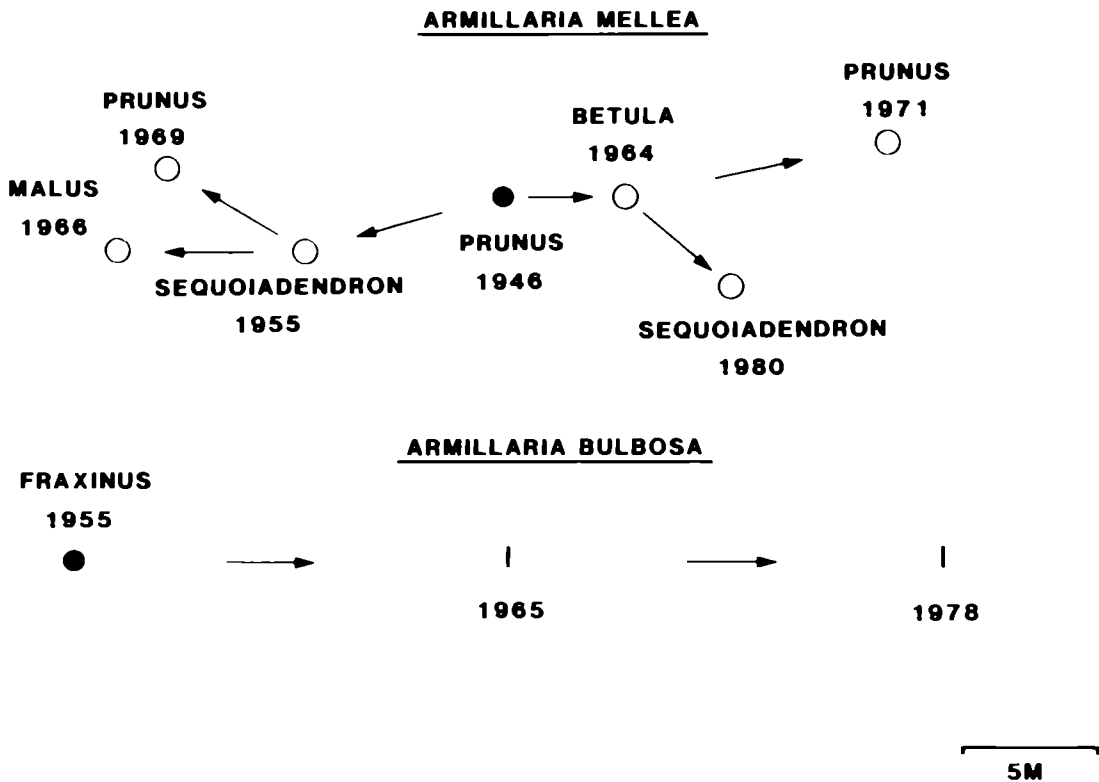 ARMILLARIA MELLEA
PRUNUS
1969
MALUS
1966
SEQUOIADENDRON
1955
PRUNUS
1946
BETULA
1964
PRUNUS
1971
SEQUOIADENDRON
1980
ARMILLARIA BULBOSA
FRAXINUS
1955
1965
1978
5M